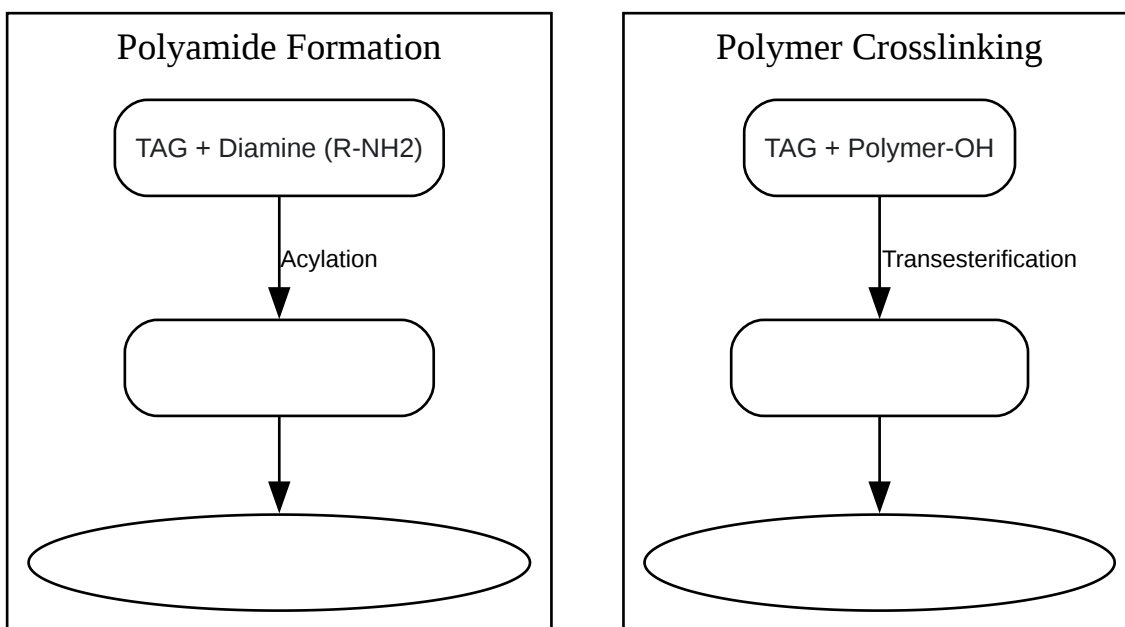 Polyamide Formation
TAG + Diamine (R-NH2)
Acylation
Polymer Crosslinking
TAG + Polymer-OH
Transesterification